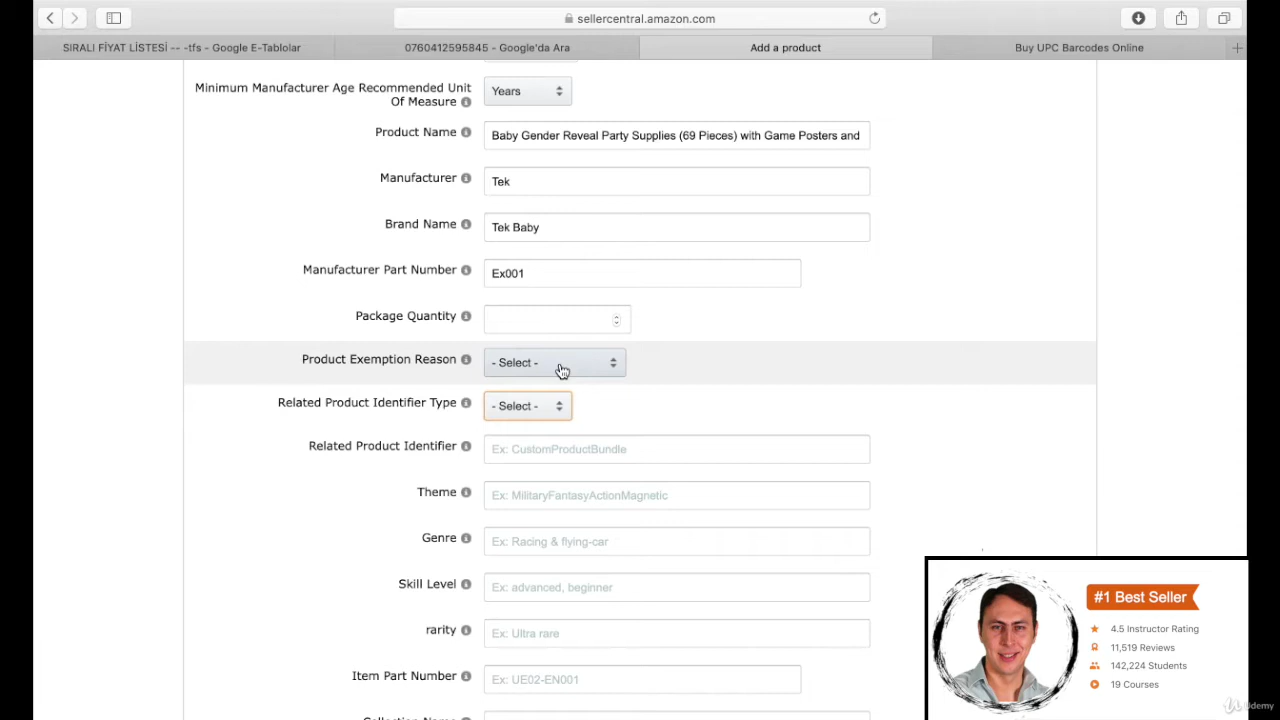 sellercentral.amazon.com
SIRALI FİYAT LİSTESİ -- -tfs - Google E-Tablolar
0760412595845 - Google'da Ara
Add a product
Buy UPC Barcodes Online
Minimum Manufacturer Age Recommended Unit
Of Measure
Years
Product Name
Baby Gender Reveal Party Supplies (69 Pieces) with Game Posters and
Manufacturer
Tek
Brand Name
Tek Baby
Manufacturer Part Number
Ex001
Package Quantity
Product Exemption Reason
- Select -
Related Product Identifier Type
- Select -
Related Product Identifier
Ex: CustomProductBundle
Theme
Ex: MilitaryFantasyActionMagnetic
Genre
Ex: Racing & flying-car
Skill Level
Ex: advanced, beginner
rarity
Ex: Ultra rare
Item Part Number
Ex: UE02-EN001
Collection Name
#1 Best Seller
4.5 Instructor Rating
11,519 Reviews
142,224 Students
19 Courses
Udemy